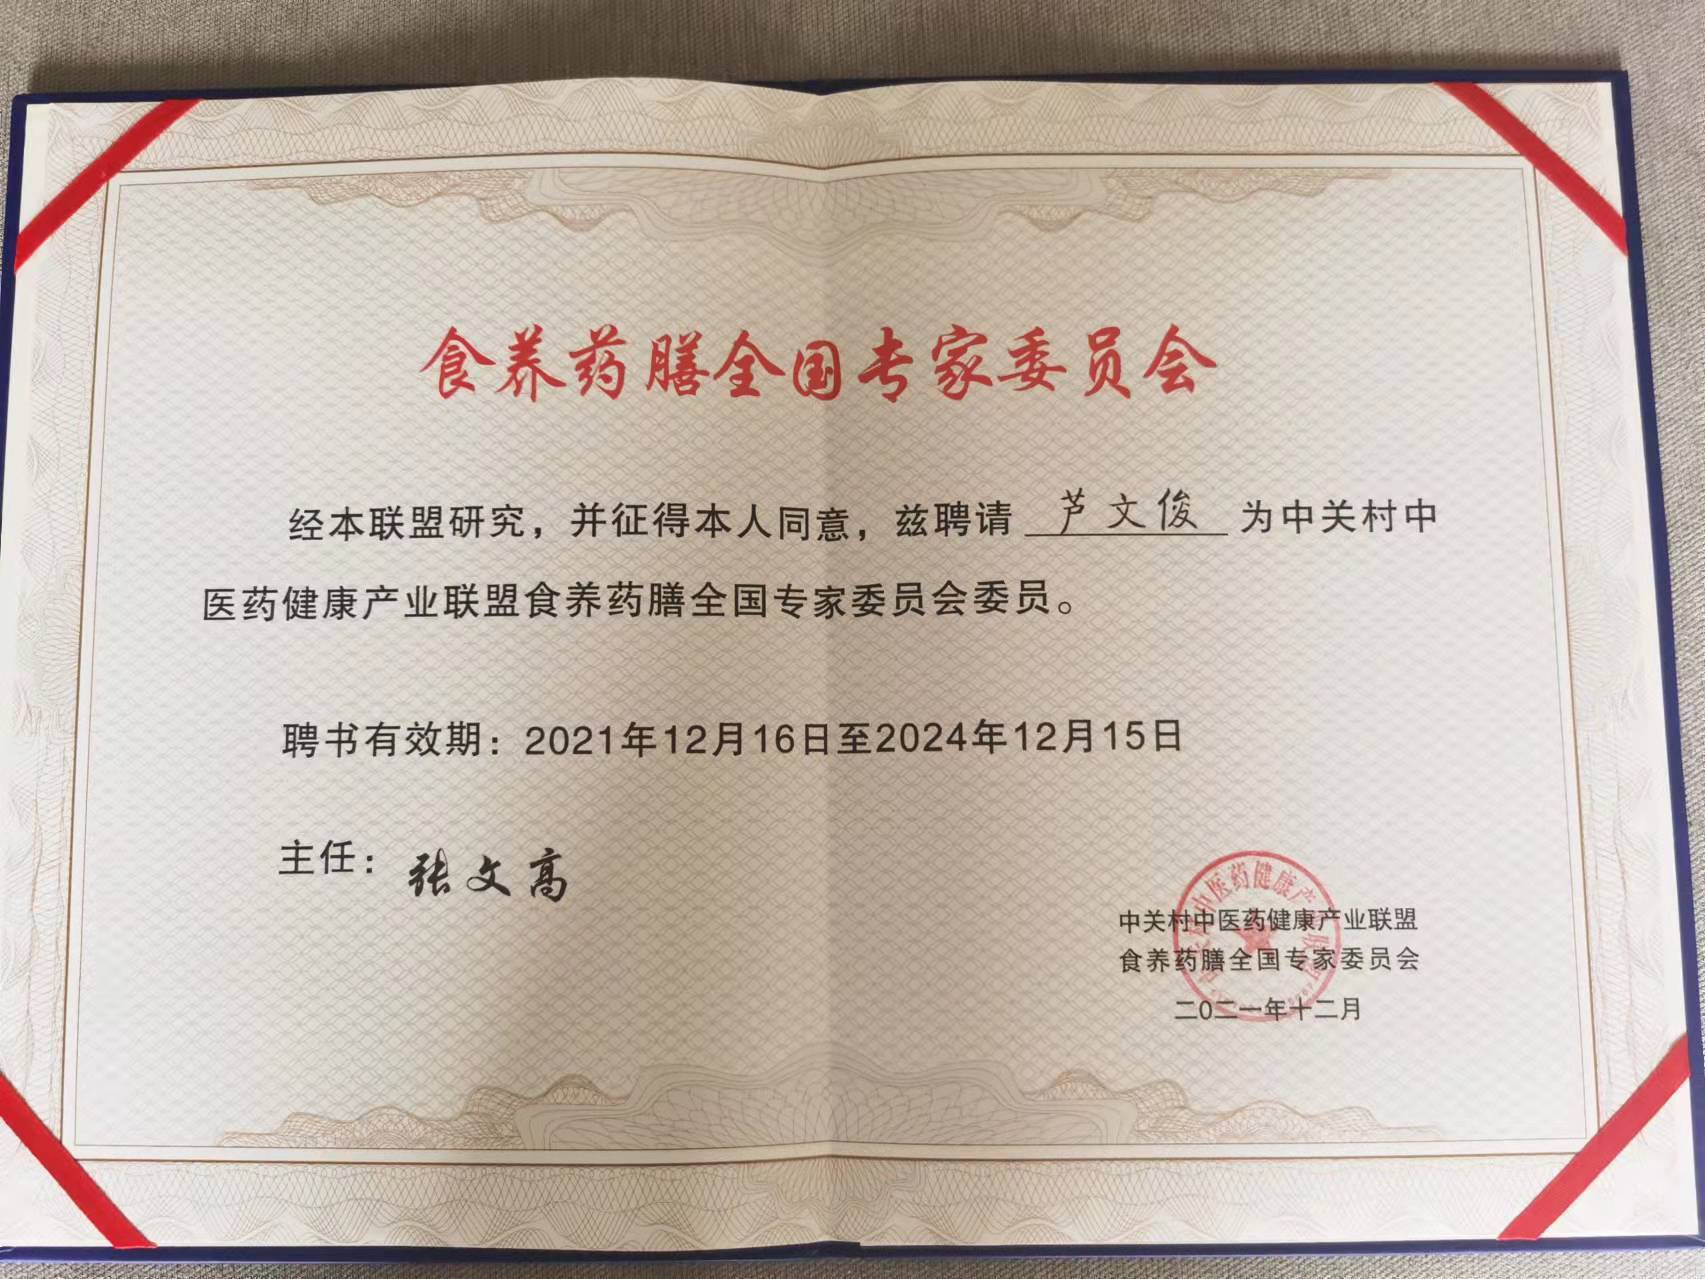 食养药膳全国专家委员会
经本联盟研究，并征得本人同意，兹聘请 芦文俊 为中关村中
医药健康产业联盟食养药膳全国专家委员会委员。
聘书有效期：2021年12月16日至2024年12月15日
主任：张文高
中关村中医药健康产业联盟
食养药膳全国专家委员会
二〇二一年十二月